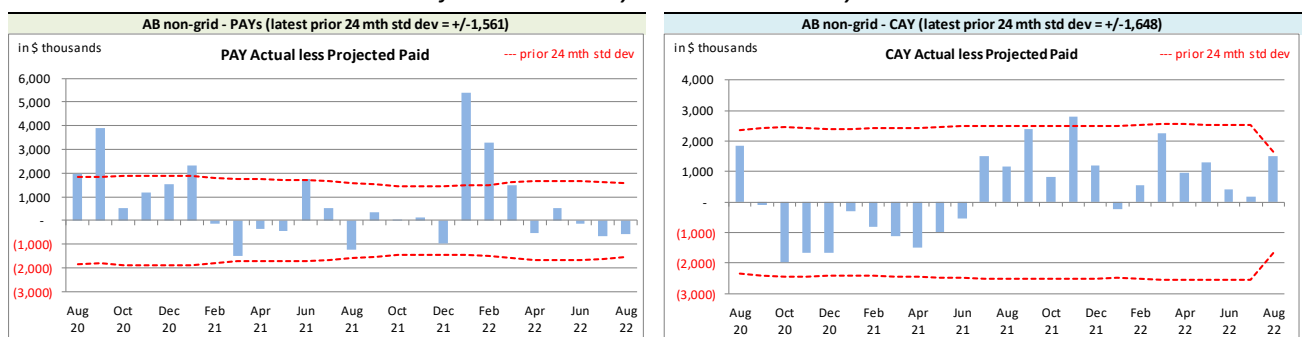 AB non-grid - PAYs (latest prior 24 mth std dev = +/-1,561)
in $ thousands
PAY Actual less Projected Paid
--- prior 24 mth std dev
6,000
5,000
4,000
3,000
2,000
1,000
-
(1,000)
(2,000)
(3,000)
Aug Oct Dec Feb Apr Jun Aug Oct Dec Feb Apr Jun Aug
20 20 20 21 21 21 21 21 21 22 22 22 22
AB non-grid - CAY (latest prior 24 mth std dev = +/-1,648)
in $ thousands
CAY Actual less Projected Paid
--- prior 24 mth std dev
4,000
3,000
2,000
1,000
-
(1,000)
(2,000)
(3,000)
Aug Oct Dec Feb Apr Jun Aug Oct Dec Feb Apr Jun Aug
20 20 20 21 21 21 21 21 21 22 22 22 22